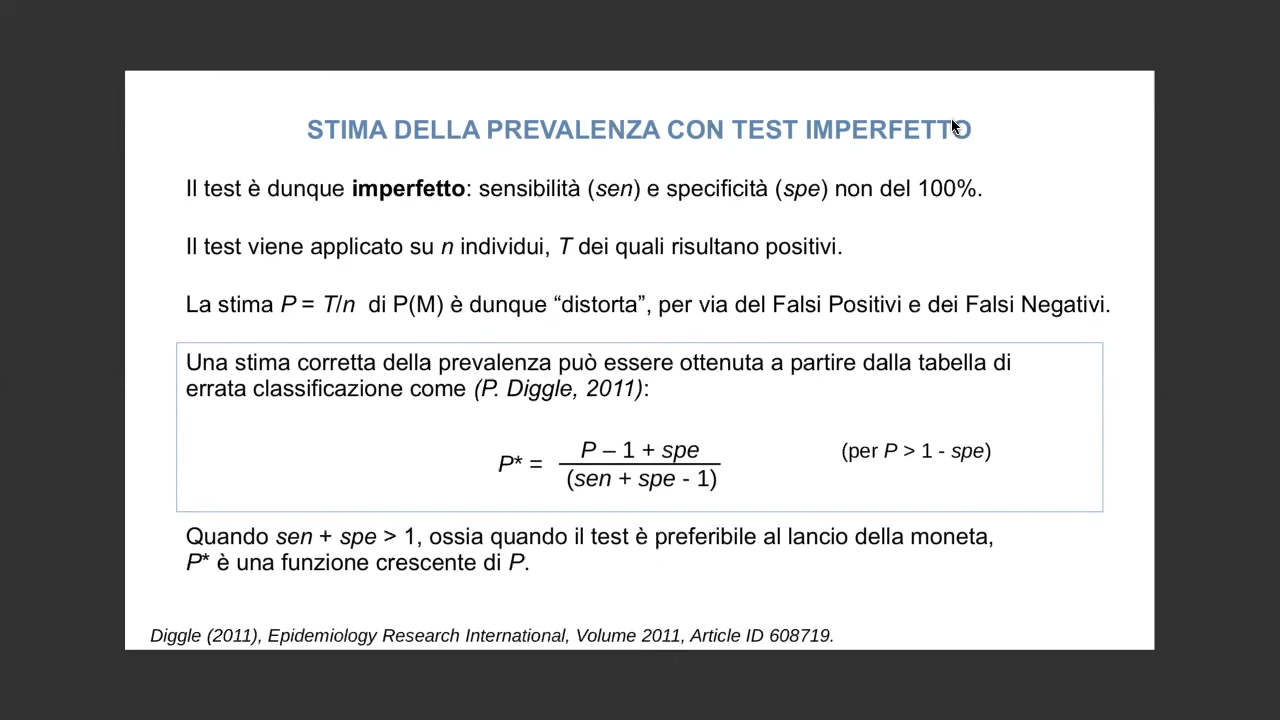 STIMA DELLA PREVALENZA CON TEST IMPERFETTO
Il test è dunque imperfetto: sensibilità (sen) e specificità (spe) non del 100%.
Il test viene applicato su n individui, T dei quali risultano positivi.
La stima P = T/n di P(M) è dunque “distorta”, per via del Falsi Positivi e dei Falsi Negativi.
Una stima corretta della prevalenza può essere ottenuta a partire dalla tabella di
errata classificazione come (P. Diggle, 2011):
P – 1 + spe
P* =
(sen + spe - 1)
(per P > 1 - spe)
Quando sen + spe > 1, ossia quando il test è preferibile al lancio della moneta,
P* è una funzione crescente di P.
Diggle (2011), Epidemiology Research International, Volume 2011, Article ID 608719.